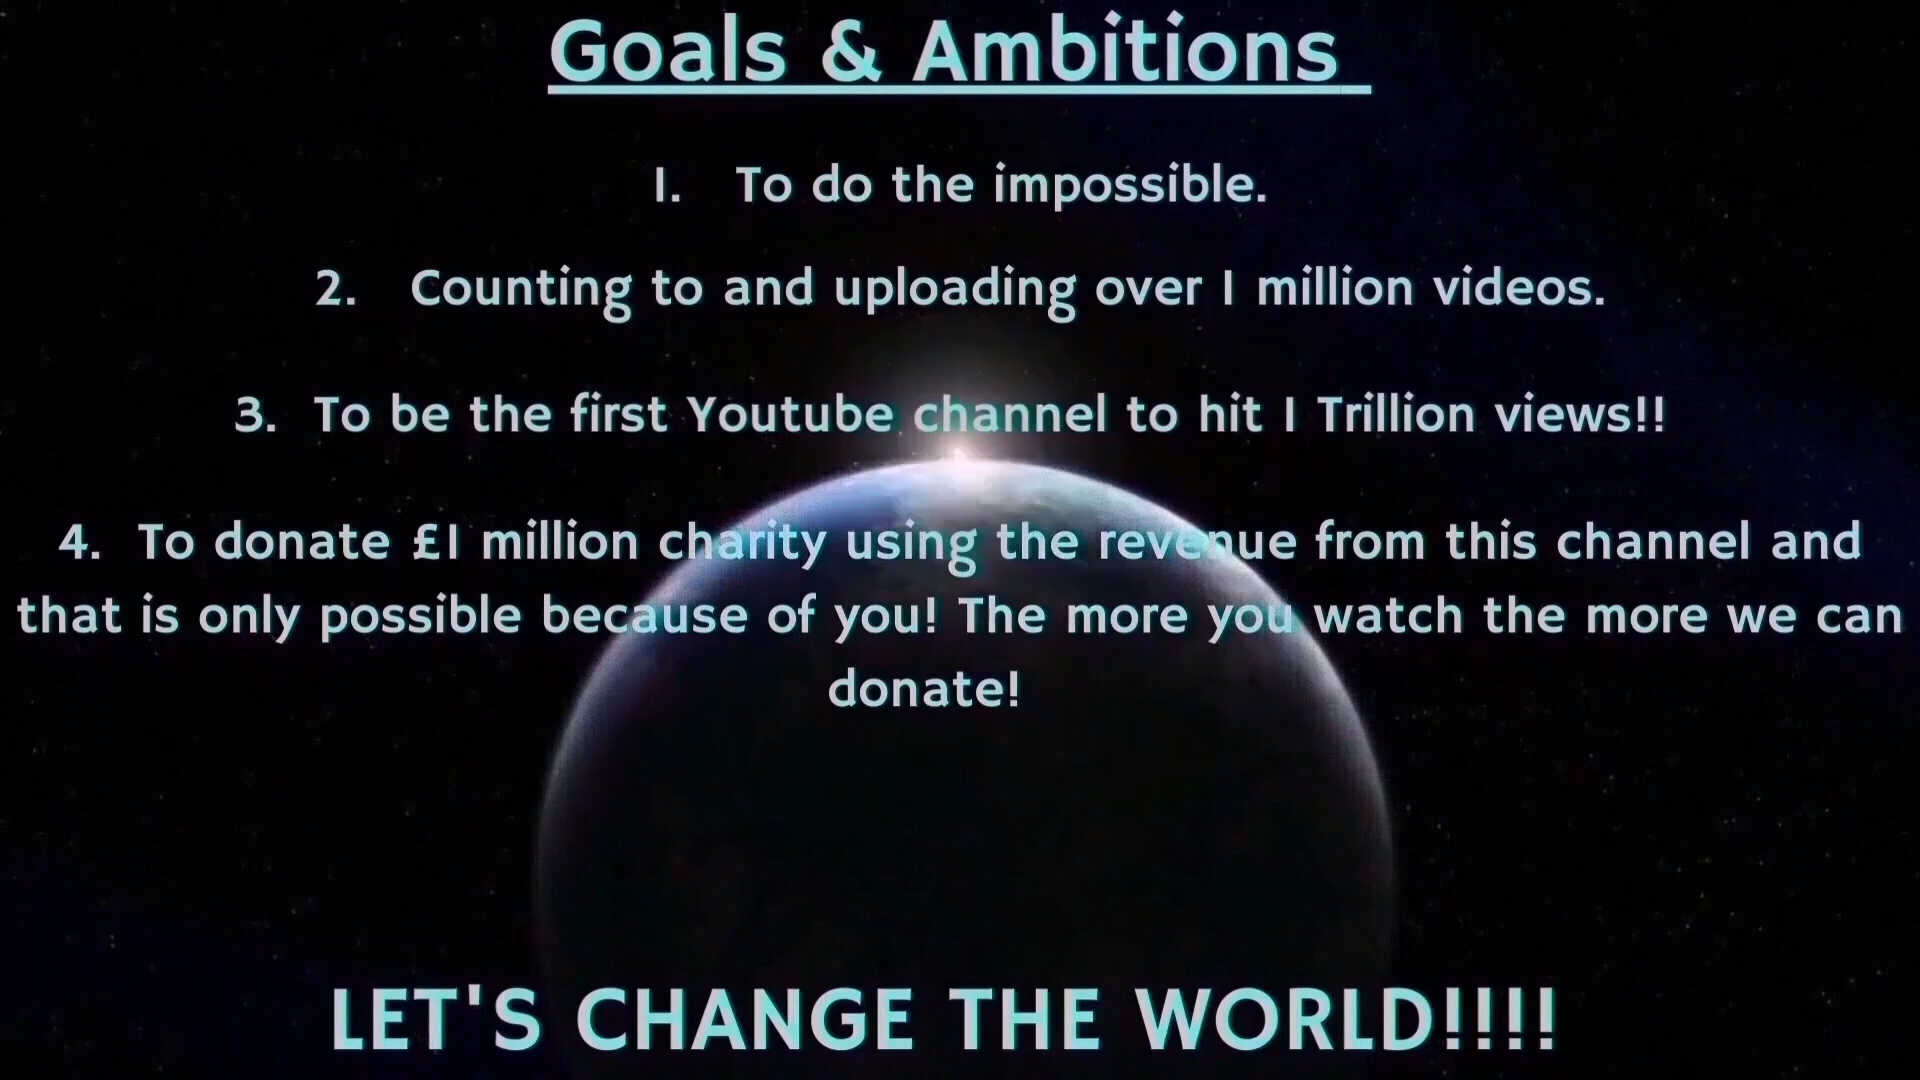 Goals & Ambitions
1. To do the impossible.
2. Counting to and uploading over 1 million videos.
3. To be the first Youtube channel to hit 1 Trillion views!!
4. To donate £1 million charity using the revenue from this channel and
that is only possible because of you! The more you watch the more we can
donate!
LET'S CHANGE THE WORLD!!!!